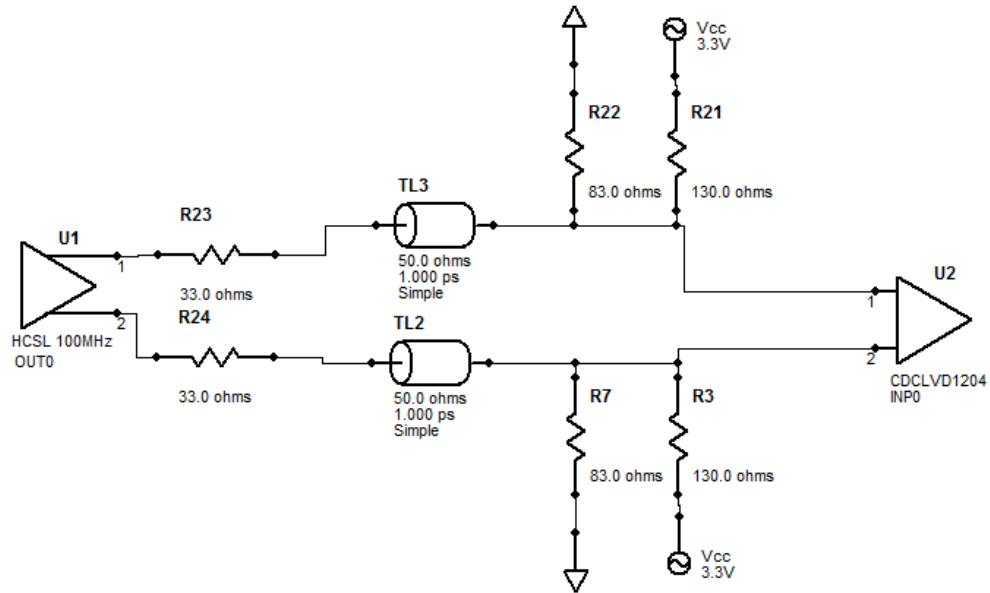 Vcc
3.3V
R22
R21
83.0 ohms
130.0 ohms
TL3
R23
U1
1
50.0 ohms
1.000 ps
Simple
33.0 ohms
U2
1
2
R24
TL2
HCSL 100MHz
OUT0
2
CDCLVD1204
INP0
33.0 ohms
50.0 ohms
1.000 ps
Simple
R7
R3
83.0 ohms
130.0 ohms
Vcc
3.3V